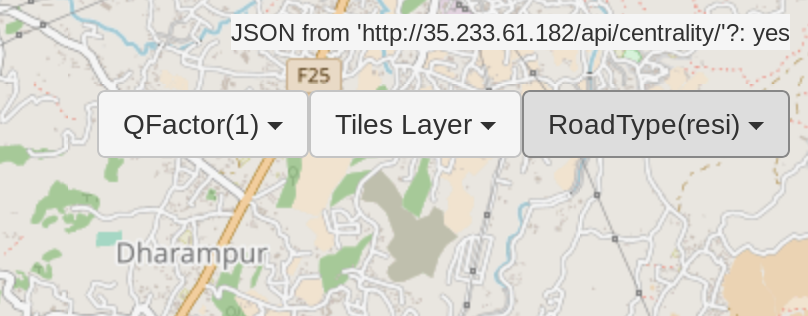 JSON from 'http://35.233.61.182/api/centrality/'?: yes
F25
QFactor(1) Tiles Layer RoadType(resi)
Dharampur